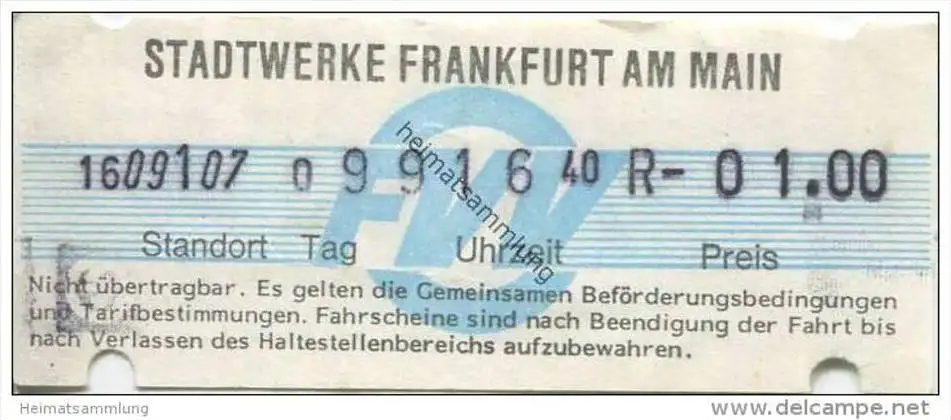 STADTWERKE FRANKFURT AM MAIN
1609107 0 9 9 1 6 40 R- 0 1.00
FVV
Standort Tag Uhrzeit Preis
Nicht übertragbar. Es gelten die Gemeinsamen Beförderungsbedingungen
und Tarifbestimmungen. Fahrscheine sind nach Beendigung der Fahrt bis
nach Verlassen des Haltestellenbereichs aufzubewahren.
heimatsammlung
Heimatsammlung
delcampe.net